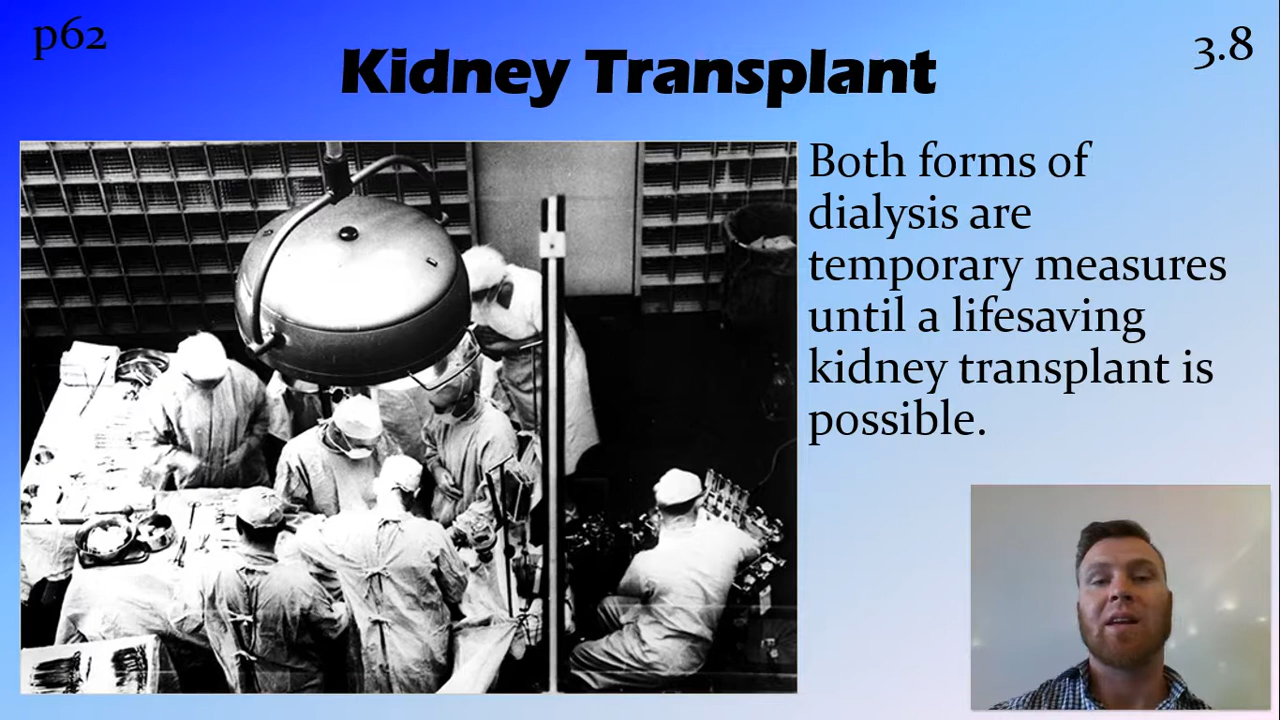 p62
3.8
Kidney Transplant
Both forms of
dialysis are
temporary measures
until a lifesaving
kidney transplant is
possible.